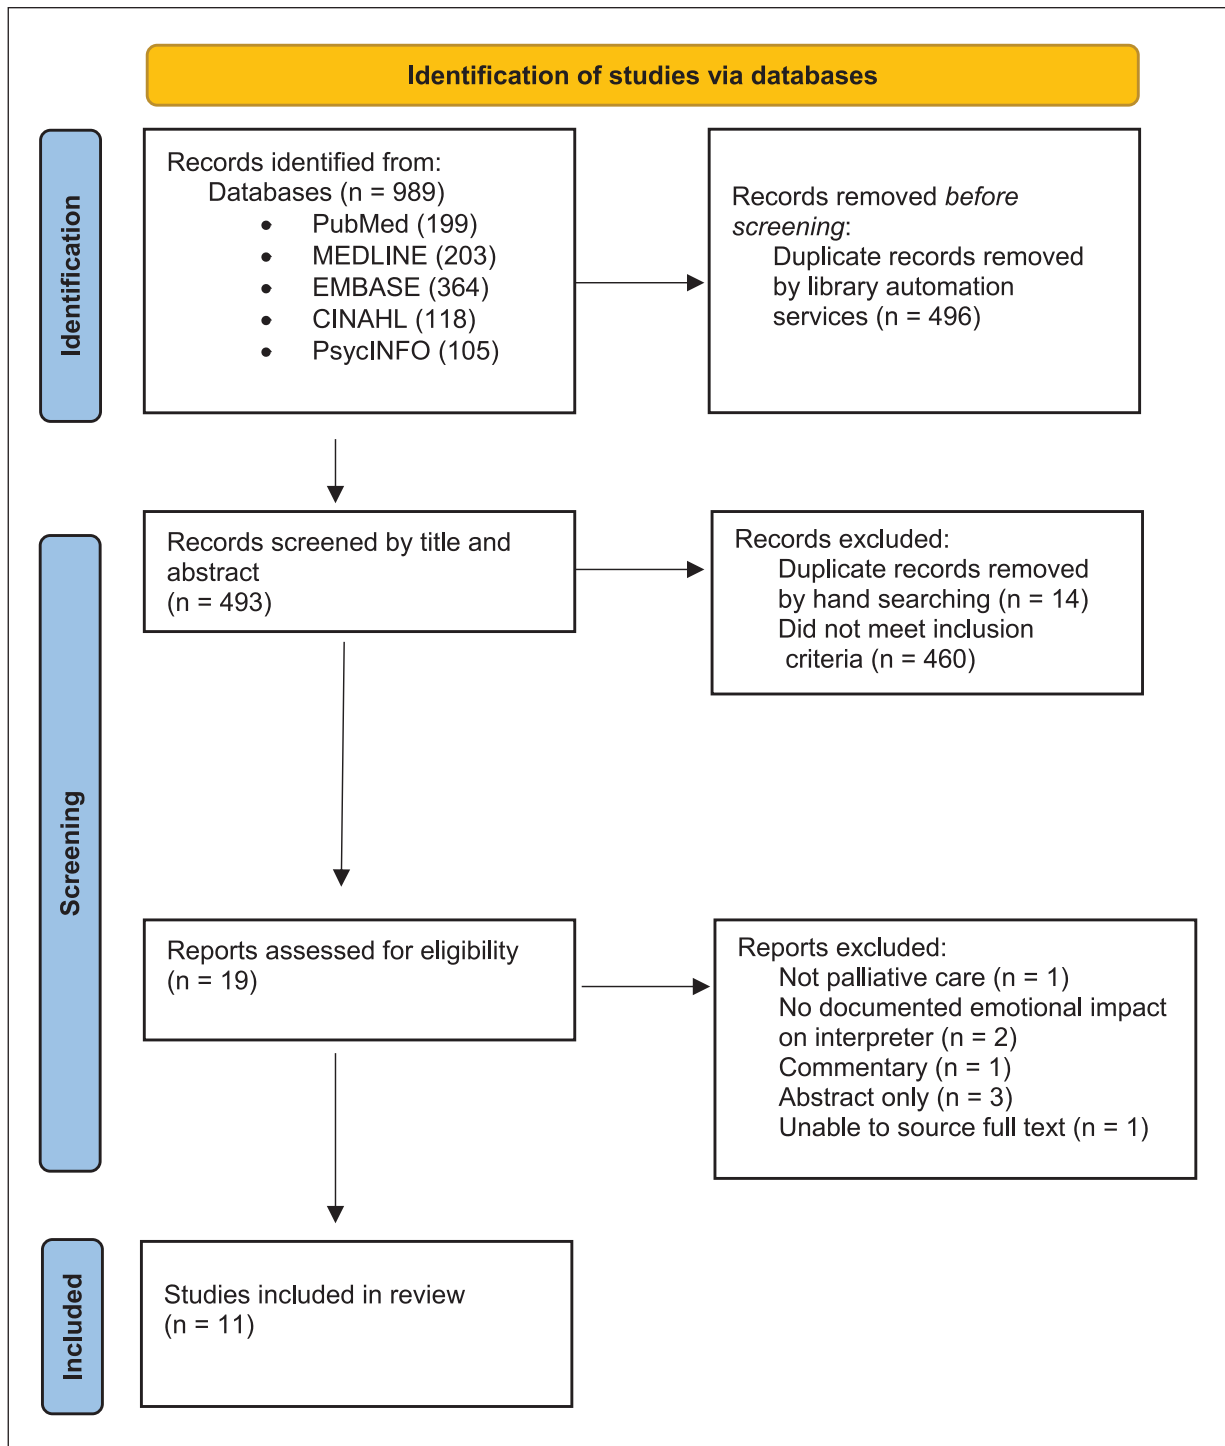 Identification of studies via databases
Identification
Records identified from:
Databases (n = 989)
• PubMed (199)
• MEDLINE (203)
• EMBASE (364)
• CINAHL (118)
• PsycINFO (105)
Records removed before
screening:
Duplicate records removed
by library automation
services (n = 496)
Screening
Records screened by title and
abstract
(n = 493)
Records excluded:
Duplicate records removed
by hand searching (n = 14)
Did not meet inclusion
criteria (n = 460)
Reports assessed for eligibility
(n = 19)
Reports excluded:
Not palliative care (n = 1)
No documented emotional impact
on interpreter (n = 2)
Commentary (n = 1)
Abstract only (n = 3)
Unable to source full text (n = 1)
Included
Studies included in review
(n = 11)